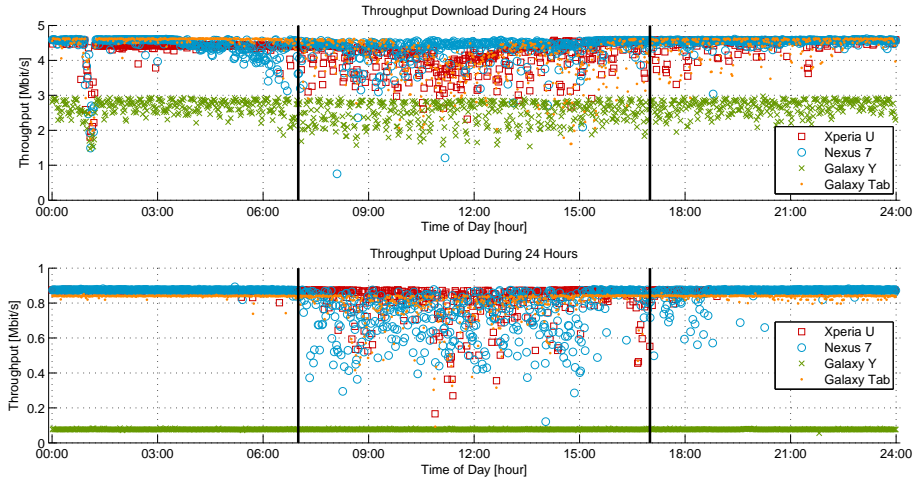 Throughput Download During 24 Hours
Throughput [Mbit/s]
5
4
3
2
1
0
Xperia U
Nexus 7
Galaxy Y
Galaxy Tab
00:00 03:00 06:00 09:00 12:00 15:00 18:00 21:00 24:00
Time of Day [hour]
Throughput Upload During 24 Hours
Throughput [Mbit/s]
1
0.8
0.6
0.4
0.2
0
Xperia U
Nexus 7
Galaxy Y
Galaxy Tab
00:00 03:00 06:00 09:00 12:00 15:00 18:00 21:00 24:00
Time of Day [hour]